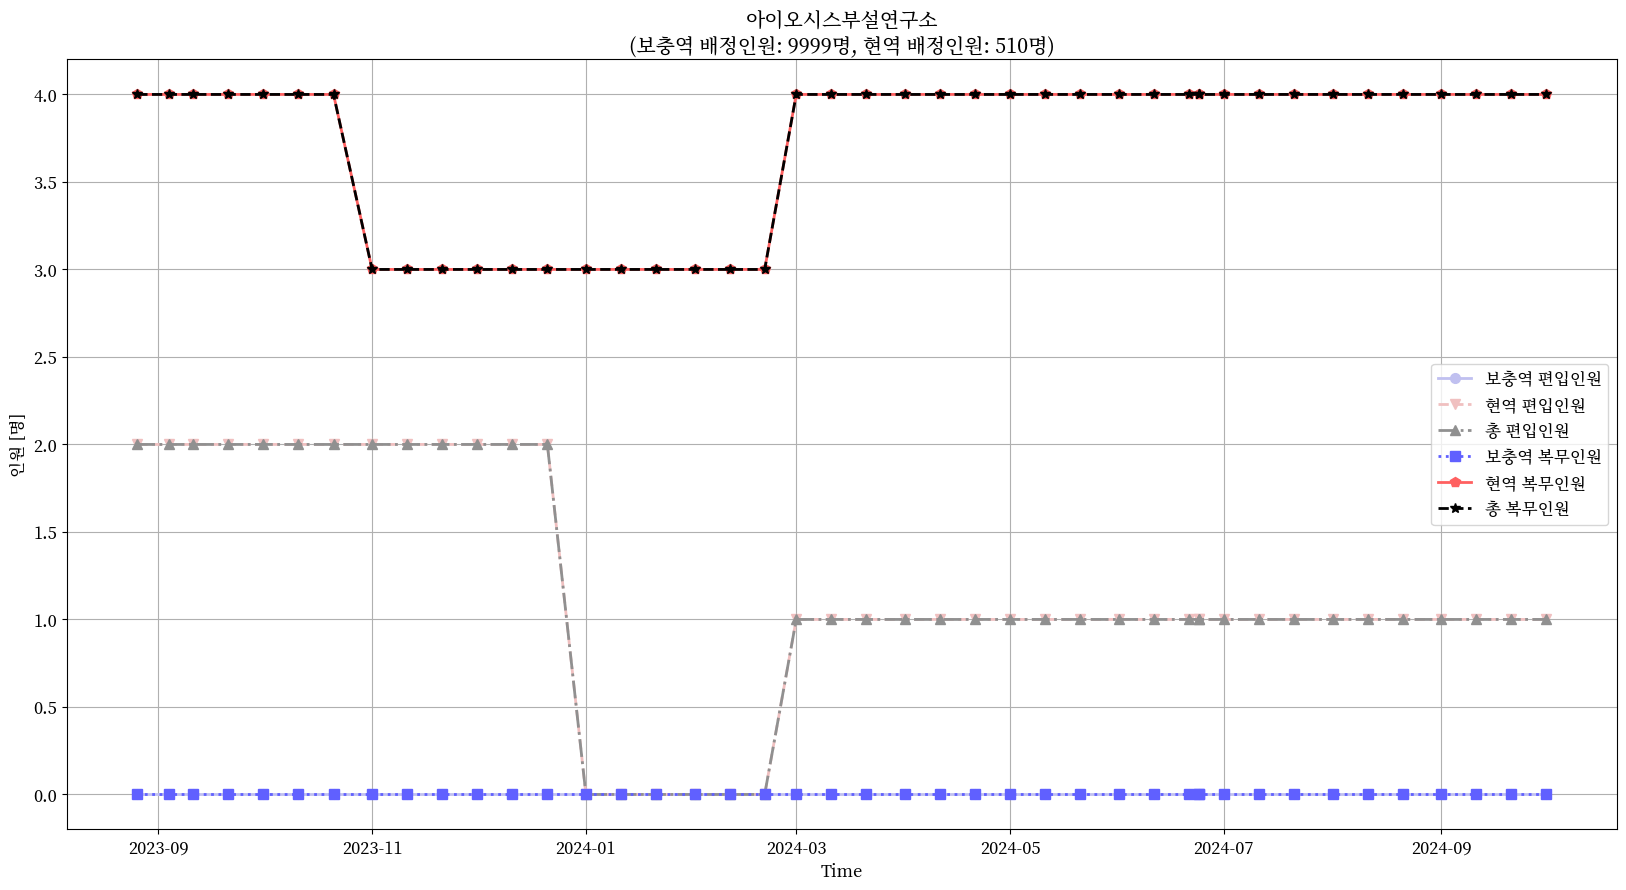 아이오시스부설연구소
(보충역 배정인원: 9999명, 현역 배정인원: 510명)
인원 [명]
4.0
3.5
3.0
2.5
2.0
1.5
1.0
0.5
0.0
보충역 편입인원
현역 편입인원
총 편입인원
보충역 복무인원
현역 복무인원
총 복무인원
2023-09
2023-11
2024-01
2024-03
2024-05
2024-07
2024-09
Time